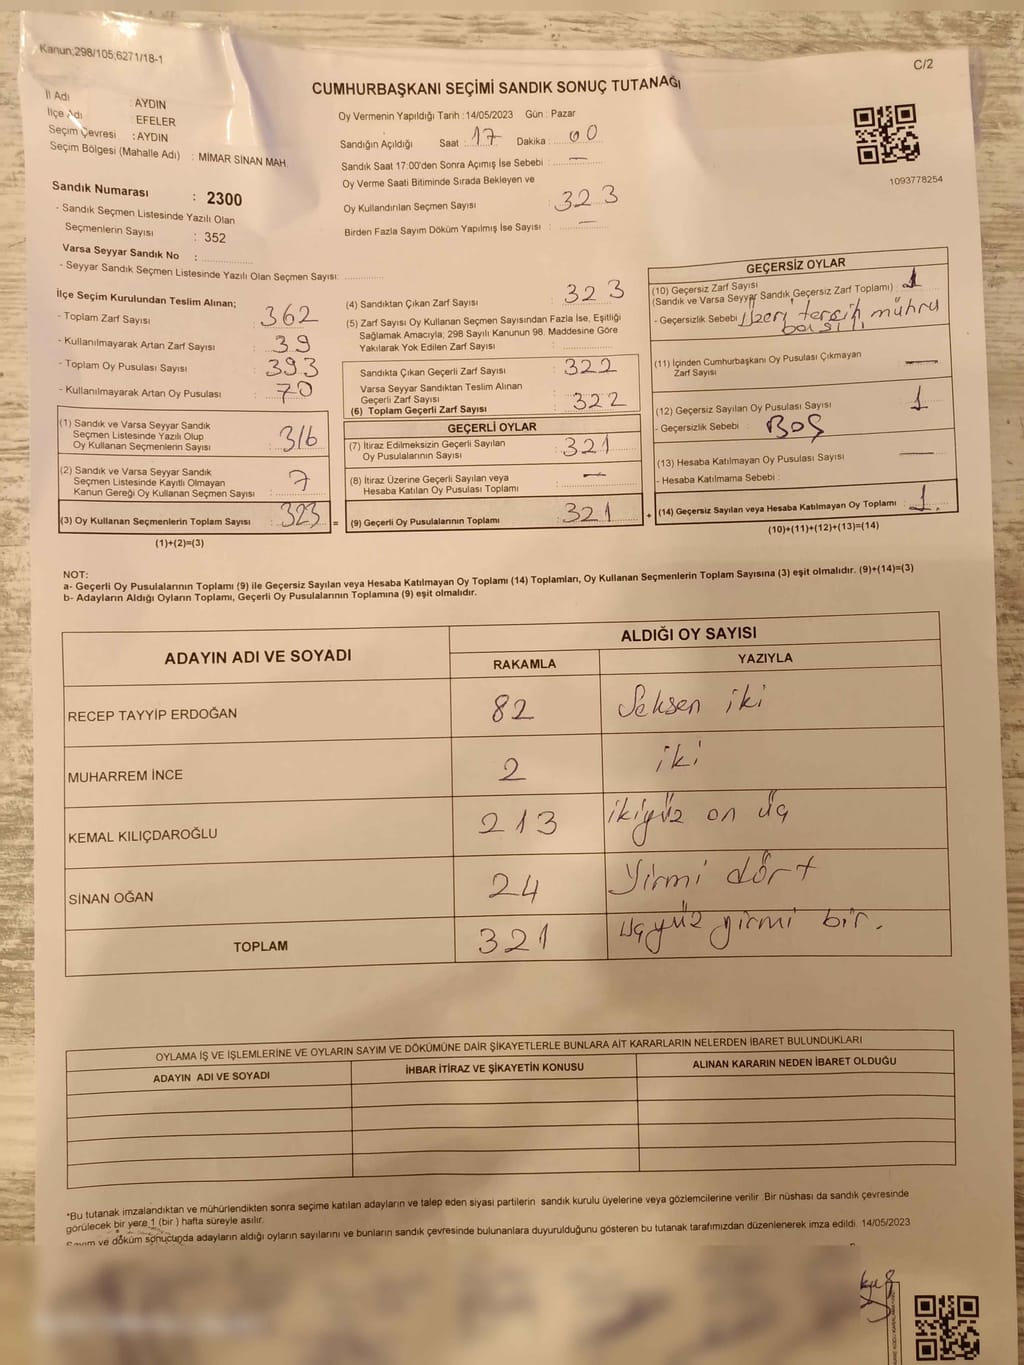 Kanun;298/105;6271/18-1
C/2
CUMHURBAŞKANI SEÇİMİ SANDIK SONUÇ TUTANAĞI
İl Adı : AYDIN
İlçe Adı : EFELER
Seçim Çevresi : AYDIN
Seçim Bölgesi (Mahalle Adı) : MİMAR SİNAN MAH.
Sandık Numarası : 2300
- Sandık Seçmen Listesinde Yazılı Olan
Seçmenlerin Sayısı : 352
Varsa Seyyar Sandık No :
- Seyyar Sandık Seçmen Listesinde Yazılı Olan Seçmen Sayısı:
Oy Vermenin Yapıldığı Tarih : 14/05/2023 Gün : Pazar
Sandığın Açıldığı Saat : 17 Dakika : 00
Sandık Saat 17:00'den Sonra Açımış İse Sebebi : —
Oy Verme Saati Bitiminde Sırada Bekleyen ve
Oy Kullandırılan Seçmen Sayısı : 323
Birden Fazla Sayım Döküm Yapılmış İse Sayısı : —
1093778254
İlçe Seçim Kurulundan Teslim Alınan;
- Toplam Zarf Sayısı : 362
- Kullanılmayarak Artan Zarf Sayısı : 39
- Toplam Oy Pusulası Sayısı : 393
- Kullanılmayarak Artan Oy Pusulası : 70
(1) Sandık ve Varsa Seyyar Sandık
Seçmen Listesinde Yazılı Olup
Oy Kullanan Seçmenlerin Sayısı : 316
(2) Sandık ve Varsa Seyyar Sandık
Seçmen Listesinde Kayıtlı Olmayan
Kanun Gereği Oy Kullanan Seçmen Sayısı : 7
(3) Oy Kullanan Seçmenlerin Toplam Sayısı : 323
(1)+(2)=(3)
(4) Sandıktan Çıkan Zarf Sayısı : 323
(5) Zarf Sayısı Oy Kullanan Seçmen Sayısından Fazla İse, Eşitliği
Sağlamak Amacıyla; 298 Sayılı Kanunun 98. Maddesine Göre
Yakılarak Yok Edilen Zarf Sayısı :
Sandıkta Çıkan Geçerli Zarf Sayısı : 322
Varsa Seyyar Sandıktan Teslim Alınan
Geçerli Zarf Sayısı :
(6) Toplam Geçerli Zarf Sayısı : 322
GEÇERLİ OYLAR
(7) İtiraz Edilmeksizin Geçerli Sayılan
Oy Pusulalarının Sayısı : 321
(8) İtiraz Üzerine Geçerli Sayılan veya
Hesaba Katılan Oy Pusulası Toplamı : —
= (9) Geçerli Oy Pusulalarının Toplamı : 321
GEÇERSİZ OYLAR
(10) Geçersiz Zarf Sayısı : 1
(Sandık ve Varsa Seyyar Sandık Geçersiz Zarf Toplamı)
- Geçersizlik Sebebi : tercih mührü
(11) İçinden Cumhurbaşkanı Oy Pusulası Çıkmayan
Zarf Sayısı : —
(12) Geçersiz Sayılan Oy Pusulası Sayısı : 1
- Geçersizlik Sebebi : BOŞ
(13) Hesaba Katılmayan Oy Pusulası Sayısı : —
- Hesaba Katılmama Sebebi :
+ (14) Geçersiz Sayılan veya Hesaba Katılmayan Oy Toplamı : 1.
(10)+(11)+(12)+(13)=(14)
NOT:
a- Geçerli Oy Pusulalarının Toplamı (9) ile Geçersiz Sayılan veya Hesaba Katılmayan Oy Toplamı (14) Toplamları, Oy Kullanan Seçmenlerin Toplam Sayısına (3) eşit olmalıdır. (9)+(14)=(3)
b- Adayların Aldığı Oyların Toplamı, Geçerli Oy Pusulalarının Toplamına (9) eşit olmalıdır.
ADAYIN ADI VE SOYADI
ALDIĞI OY SAYISI
RAKAMLA YAZIYLA
RECEP TAYYİP ERDOĞAN 82 Seksen iki
MUHARREM İNCE 2 iki
KEMAL KILIÇDAROĞLU 213 ikiyüz on üç
SİNAN OĞAN 24 Yirmi dört
TOPLAM 321 üçyüz yirmi bir.
OYLAMA İŞ VE İŞLEMLERİNE VE OYLARIN SAYIM VE DÖKÜMÜNE DAİR ŞİKAYETLERLE BUNLARA AİT KARARLARIN NELERDEN İBARET BULUNDUKLARI
ADAYIN ADI VE SOYADI İHBAR İTİRAZ VE ŞİKAYETİN KONUSU ALINAN KARARIN NEDEN İBARET OLDUĞU
*Bu tutanak imzalandıktan ve mühürlendikten sonra seçime katılan adayların ve talep eden siyasi partilerin sandık kurulu üyelerine veya gözlemcilerine verilir .Bir nüshası da sandık çevresinde
görülecek bir yere 1 (bir ) hafta süreyle asılır.
Sayım ve döküm sonucunda adayların aldığı oyların sayılarını ve bunların sandık çevresinde bulunanlara duyurulduğunu gösteren bu tutanak tarafımızdan düzenlenerek imza edildi. 14/05/2023